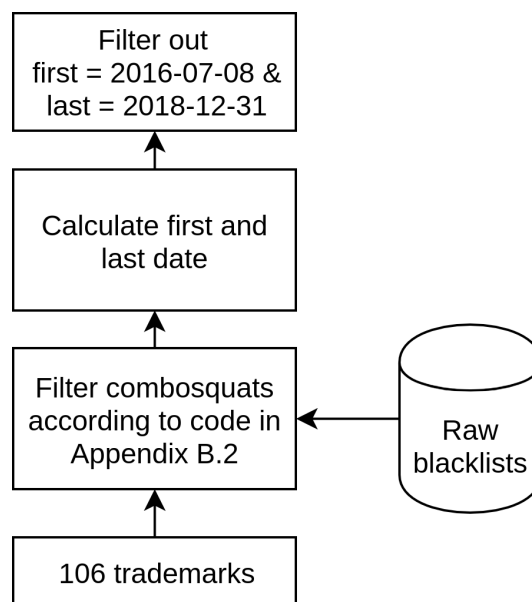 Filter out
first = 2016-07-08 &
last = 2018-12-31
Calculate first and
last date
Filter combosquats
according to code in
Appendix B.2
Raw
blacklists
106 trademarks